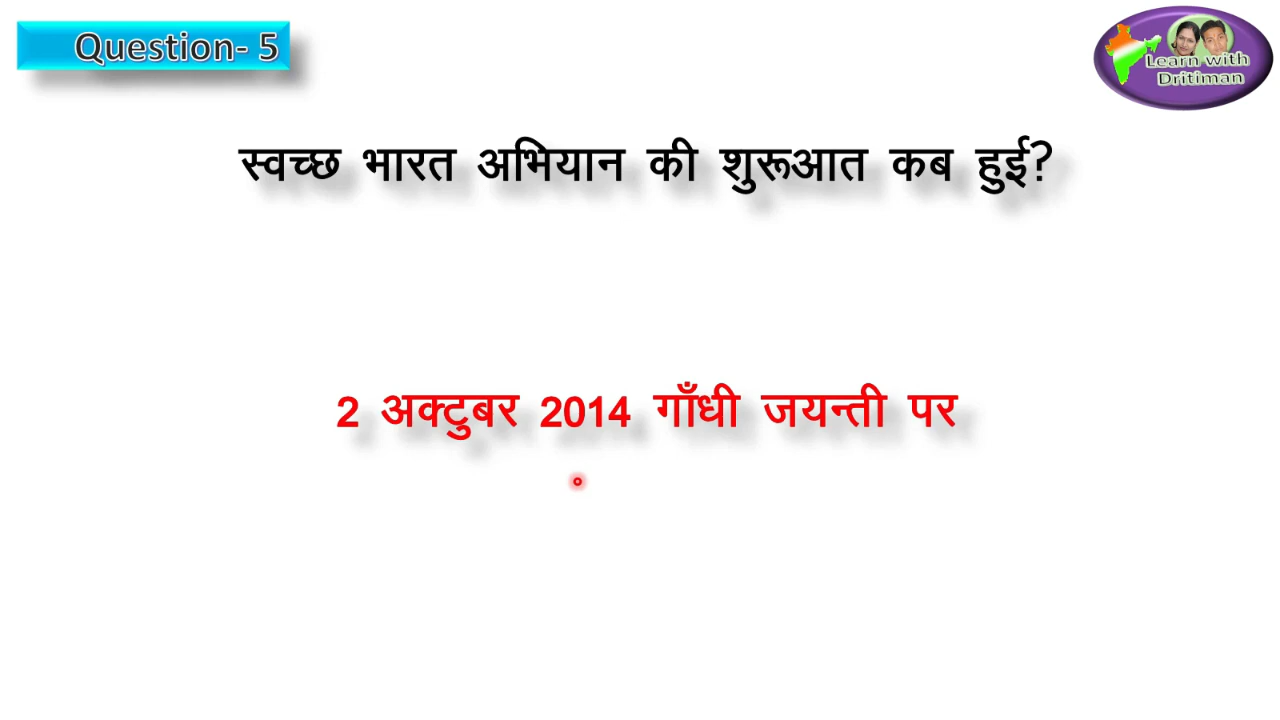 Question- 5
Learn with
Dritiman
स्वच्छ भारत अभियान की शुरूआत कब हुई?
2 अक्टुबर 2014 गाँधी जयन्ती पर